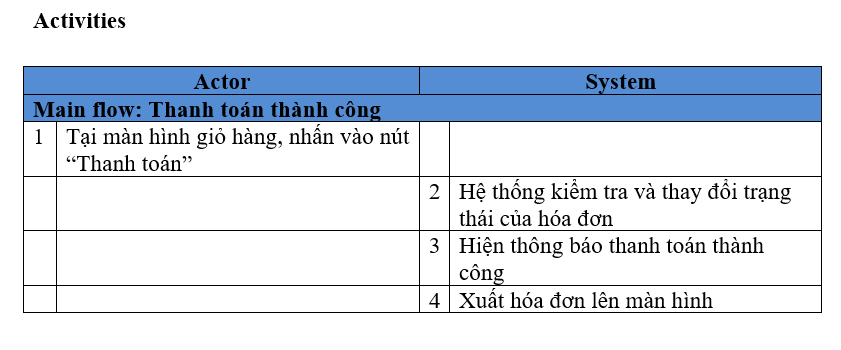 Activities
Actor System
Main flow: Thanh toán thành công
1 Tại màn hình giỏ hàng, nhấn vào nút
“Thanh toán”
2 Hệ thống kiểm tra và thay đổi trạng
thái của hóa đơn
3 Hiện thông báo thanh toán thành
công
4 Xuất hóa đơn lên màn hình